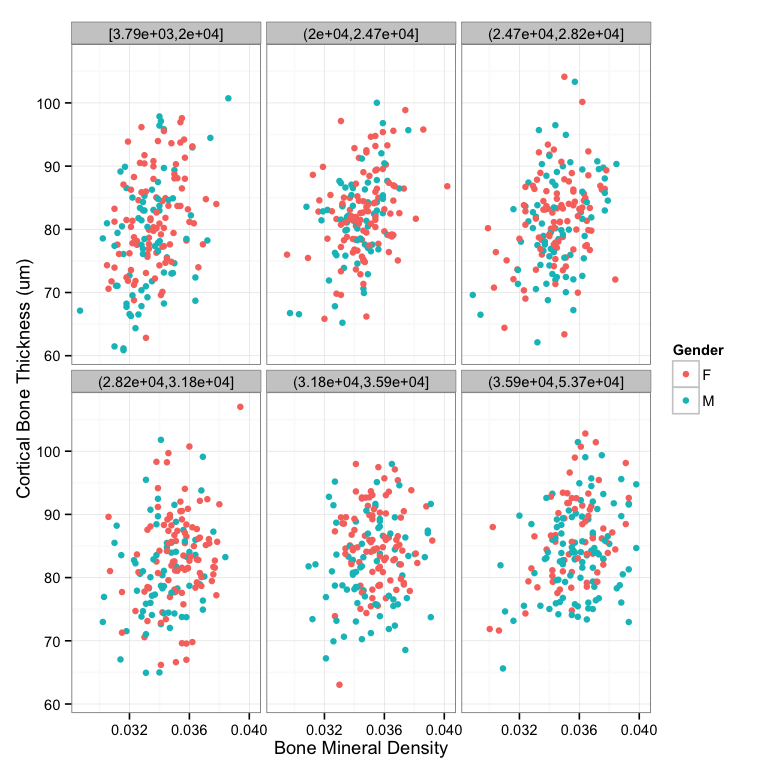 [3.79e+03,2e+04]
(2e+04,2.47e+04]
(2.47e+04,2.82e+04]
100
90
80
70
60
(2.82e+04,3.18e+04]
(3.18e+04,3.59e+04]
(3.59e+04,5.37e+04]
100
90
80
70
60
0.032 0.036 0.040
0.032 0.036 0.040
0.032 0.036 0.040
Bone Mineral Density
Cortical Bone Thickness (um)
Gender
F
M